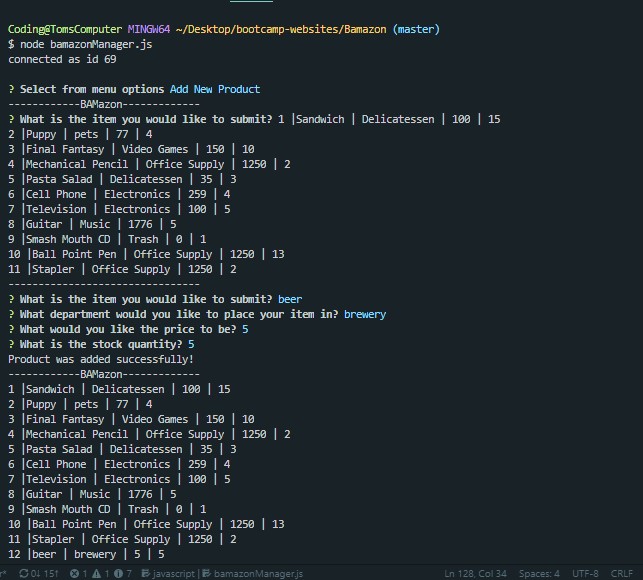 Coding@TomsComputer MINGW64 ~/Desktop/bootcamp-websites/Bamazon (master)
$ node bamazonManager.js
connected as id 69
? Select from menu options Add New Product
------------BAMazon-------------
? What is the item you would like to submit? 1 |Sandwich | Delicatessen | 100 | 15
2 |Puppy | pets | 77 | 4
3 |Final Fantasy | Video Games | 150 | 10
4 |Mechanical Pencil | Office Supply | 1250 | 2
5 |Pasta Salad | Delicatessen | 35 | 3
6 |Cell Phone | Electronics | 259 | 4
7 |Television | Electronics | 100 | 5
8 |Guitar | Music | 1776 | 5
9 |Smash Mouth CD | Trash | 0 | 1
10 |Ball Point Pen | Office Supply | 1250 | 13
11 |Stapler | Office Supply | 1250 | 2
--------------------------------
? What is the item you would like to submit? beer
? What department would you like to place your item in? brewery
? What would you like the price to be? 5
? What is the stock quantity? 5
Product was added successfully!
------------BAMazon-------------
1 |Sandwich | Delicatessen | 100 | 15
2 |Puppy | pets | 77 | 4
3 |Final Fantasy | Video Games | 150 | 10
4 |Mechanical Pencil | Office Supply | 1250 | 2
5 |Pasta Salad | Delicatessen | 35 | 3
6 |Cell Phone | Electronics | 259 | 4
7 |Television | Electronics | 100 | 5
8 |Guitar | Music | 1776 | 5
9 |Smash Mouth CD | Trash | 0 | 1
10 |Ball Point Pen | Office Supply | 1250 | 13
11 |Stapler | Office Supply | 1250 | 2
12 |beer | brewery | 5 | 5
0↓ 15↑ 1 1 7 javascript | bamazonManager.js Ln 128, Col 34 Spaces: 4 UTF-8 CRLF